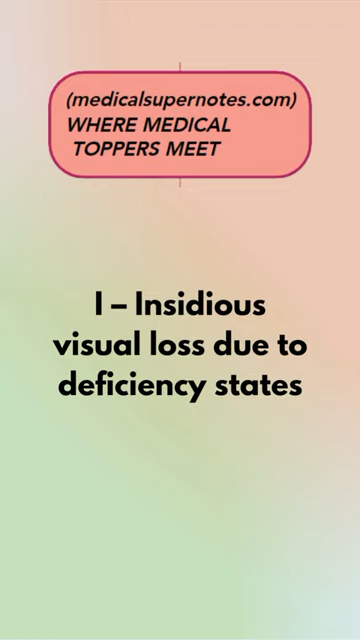 (medicalsupernotes.com)
WHERE MEDICAL
TOPPERS MEET
I – Insidious
visual loss due to
deficiency states